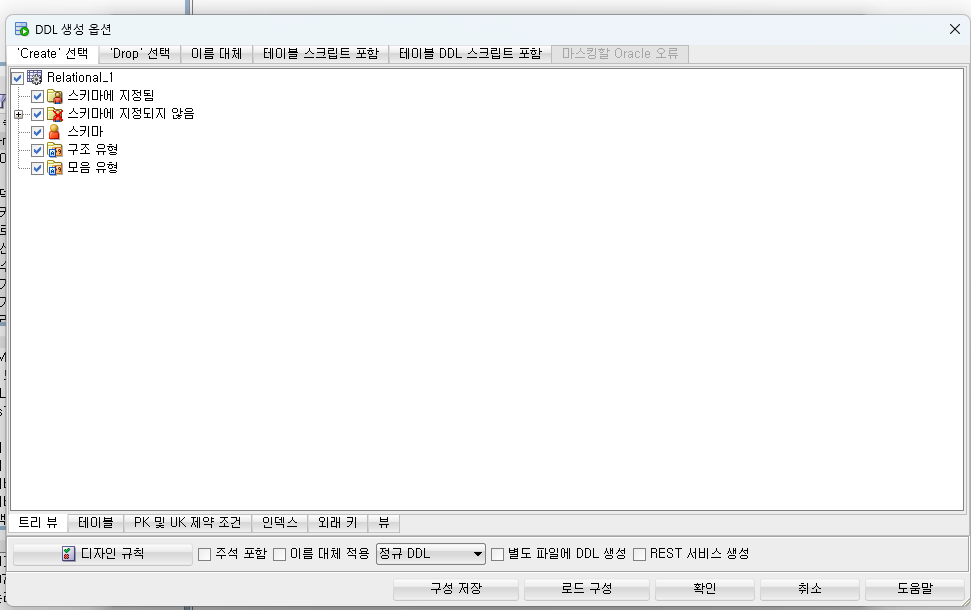 DDL 생성 옵션
'Create' 선택 'Drop' 선택 이름 대체 테이블 스크립트 포함 테이블 DDL 스크립트 포함 마스킹할 Oracle 오류
Relational_1
스키마에 지정됨
스키마에 지정되지 않음
스키마
구조 유형
모음 유형
트리 뷰 테이블 PK 및 UK 제약 조건 인덱스 외래 키 뷰
디자인 규칙 주석 포함 이름 대체 적용 정규 DDL 별도 파일에 DDL 생성 REST 서비스 생성
구성 저장 로드 구성 확인 취소 도움말